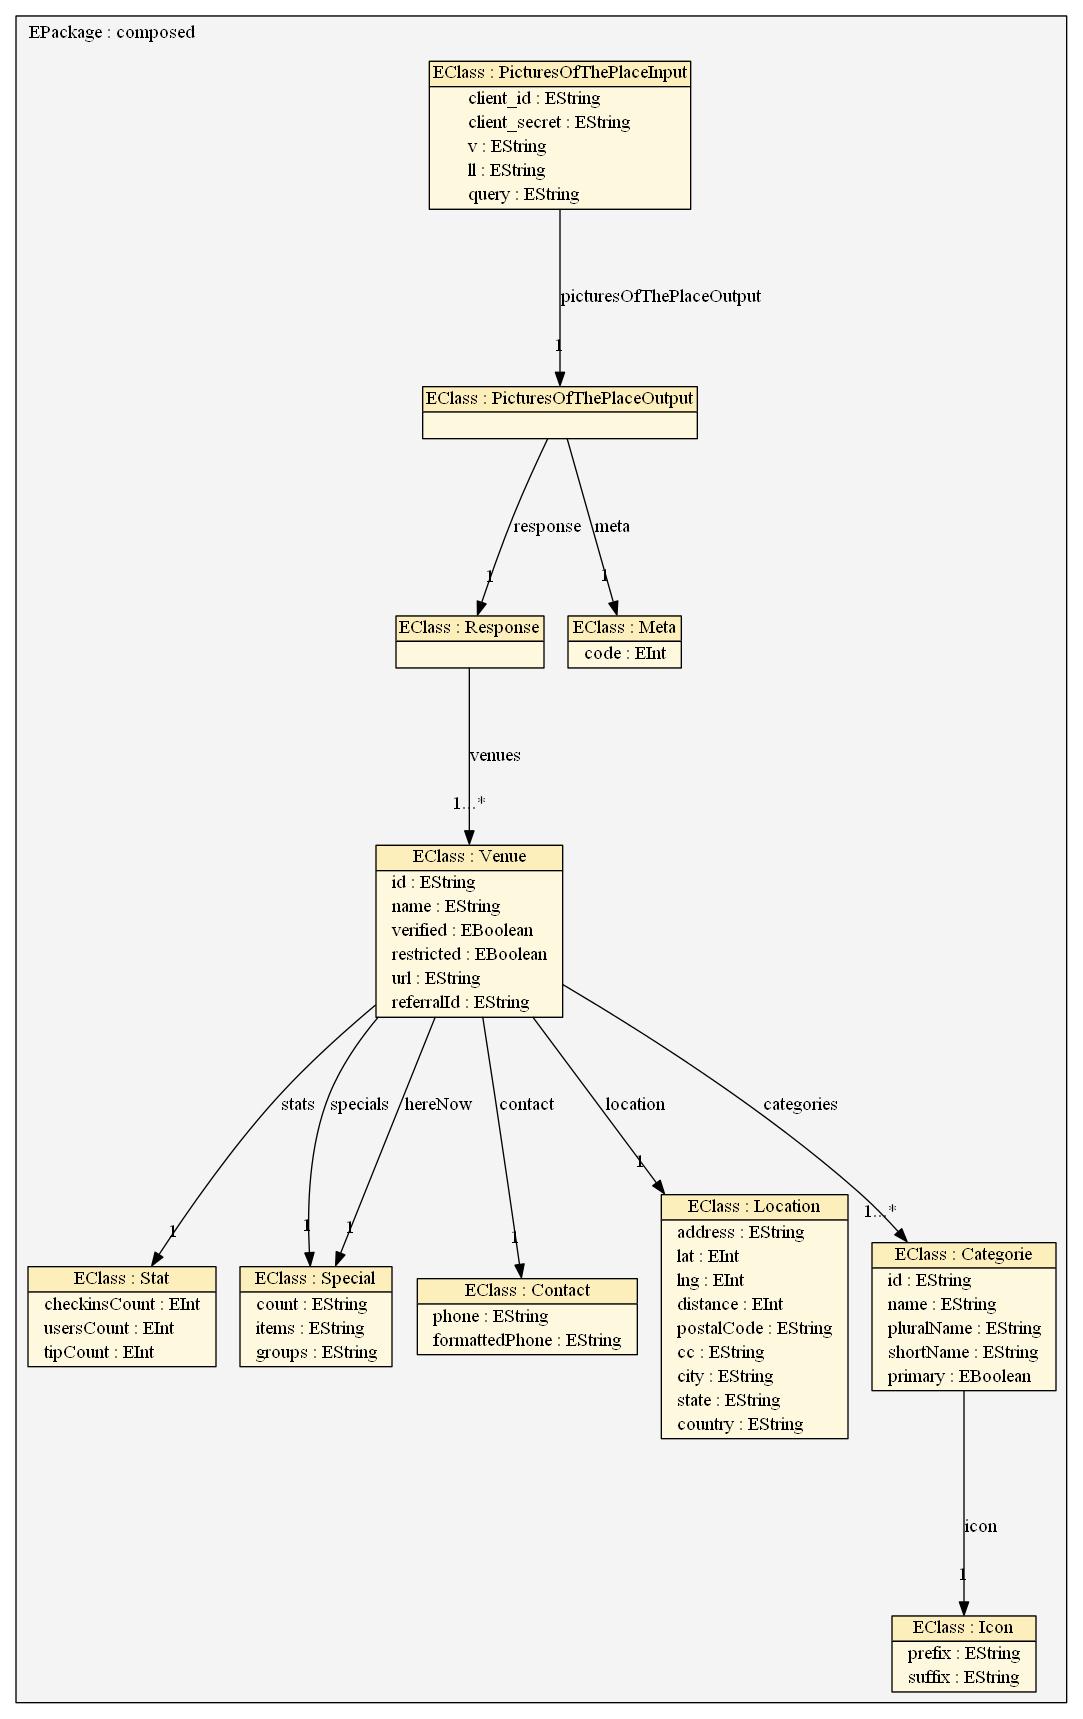 EPackage : composed
EClass : PicturesOfThePlaceInput
client_id : EString
client_secret : EString
v : EString
ll : EString
query : EString
picturesOfThePlaceOutput
1
EClass : PicturesOfThePlaceOutput
response
meta
1
1
EClass : Response
EClass : Meta
code : EInt
venues
1...*
EClass : Venue
id : EString
name : EString
verified : EBoolean
restricted : EBoolean
url : EString
referralId : EString
stats
specials
hereNow
contact
location
categories
1
1
1
1
1
1...*
EClass : Stat
checkinsCount : EInt
usersCount : EInt
tipCount : EInt
EClass : Special
count : EString
items : EString
groups : EString
EClass : Contact
phone : EString
formattedPhone : EString
EClass : Location
address : EString
lat : EInt
lng : EInt
distance : EInt
postalCode : EString
cc : EString
city : EString
state : EString
country : EString
EClass : Categorie
id : EString
name : EString
pluralName : EString
shortName : EString
primary : EBoolean
icon
1
EClass : Icon
prefix : EString
suffix : EString